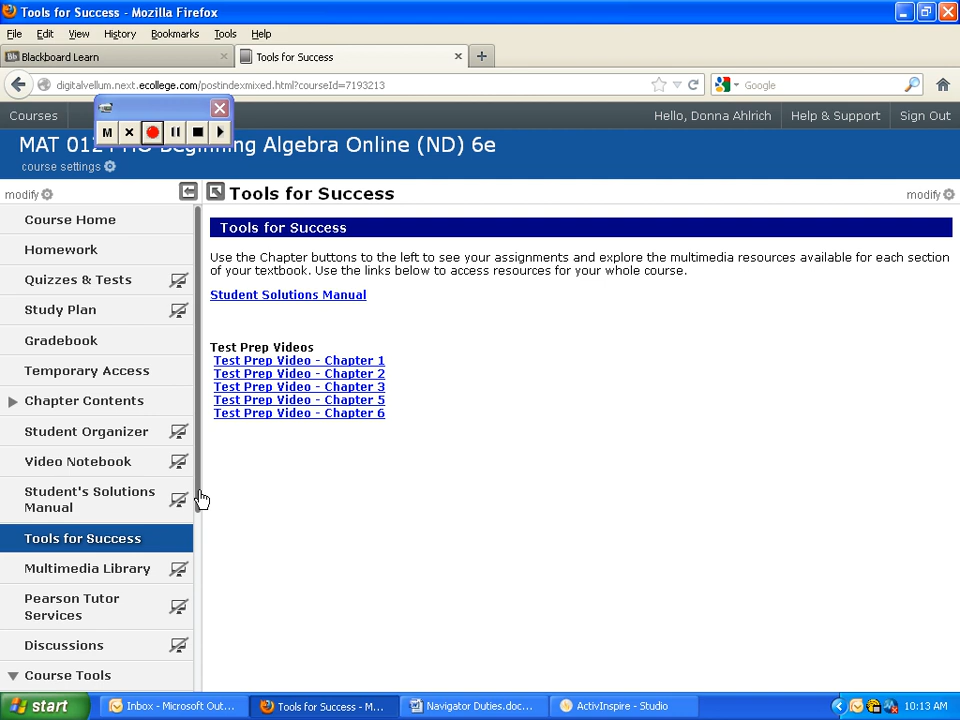 Tools for Success - Mozilla Firefox
File Edit View History Bookmarks Tools Help
Bb Blackboard Learn × Tools for Success × +
digitalvellum.next.ecollege.com/postindexmixed.html?courseId=7193213 Google
Courses Hello, Donna Ahlrich Help & Support Sign Out
M
MAT 012 Beginning Algebra Online (ND) 6e
course settings
modify Tools for Success modify
Course Home
Homework
Quizzes & Tests
Study Plan
Gradebook
Temporary Access
Chapter Contents
Student Organizer
Video Notebook
Student's Solutions
Manual
Tools for Success
Multimedia Library
Pearson Tutor
Services
Discussions
Course Tools
Tools for Success
Use the Chapter buttons to the left to see your assignments and explore the multimedia resources available for each section
of your textbook. Use the links below to access resources for your whole course.
Student Solutions Manual
Test Prep Videos
Test Prep Video - Chapter 1
Test Prep Video - Chapter 2
Test Prep Video - Chapter 3
Test Prep Video - Chapter 5
Test Prep Video - Chapter 6
start Inbox - Microsoft Out... Tools for Success - M... Navigator Duties.doc... ActivInspire - Studio 10:13 AM